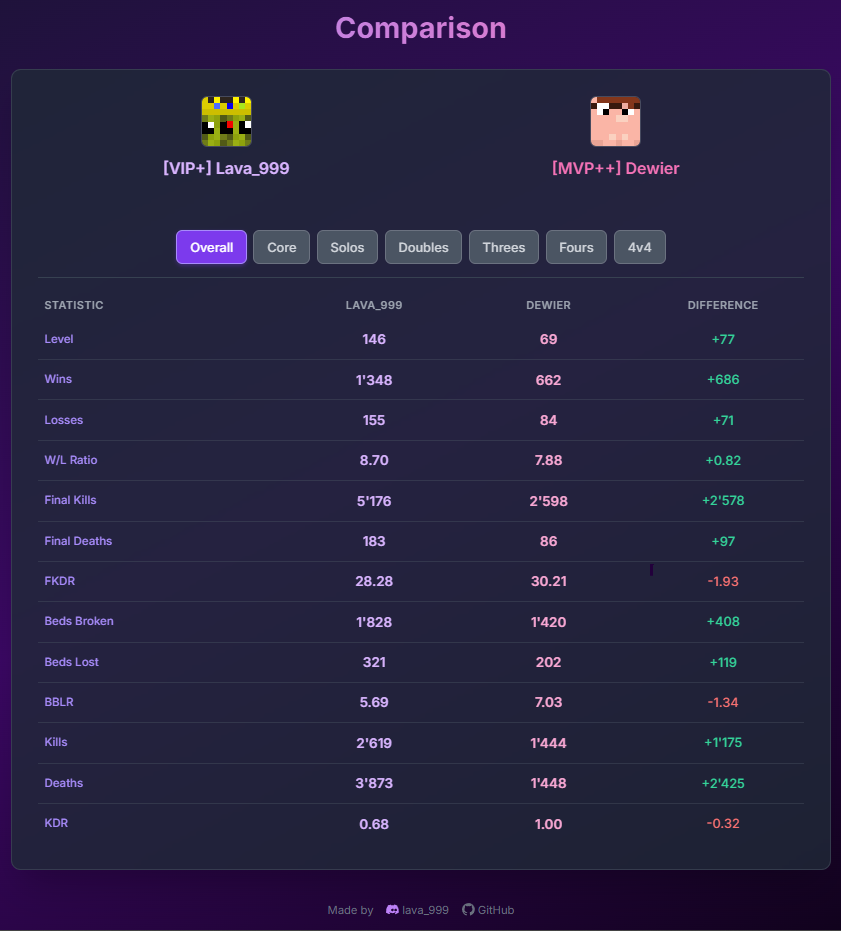 Comparison
[VIP+] Lava_999 [MVP++] Dewier
Overall Core Solos Doubles Threes Fours 4v4
STATISTIC LAVA_999 DEWIER DIFFERENCE
Level 146 69 +77
Wins 1'348 662 +686
Losses 155 84 +71
W/L Ratio 8.70 7.88 +0.82
Final Kills 5'176 2'598 +2'578
Final Deaths 183 86 +97
FKDR 28.28 30.21 -1.93
Beds Broken 1'828 1'420 +408
Beds Lost 321 202 +119
BBLR 5.69 7.03 -1.34
Kills 2'619 1'444 +1'175
Deaths 3'873 1'448 +2'425
KDR 0.68 1.00 -0.32
Made by lava_999 GitHub